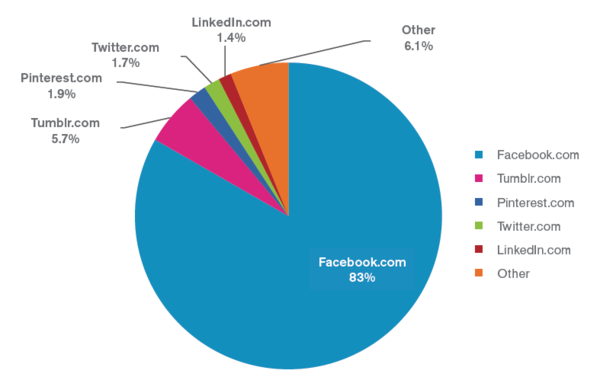 LinkedIn.com
1.4%
Other
6.1%
Twitter.com
1.7%
Pinterest.com
1.9%
Tumblr.com
5.7%
Facebook.com
83%
Facebook.com
Tumblr.com
Pinterest.com
Twitter.com
LinkedIn.com
Other